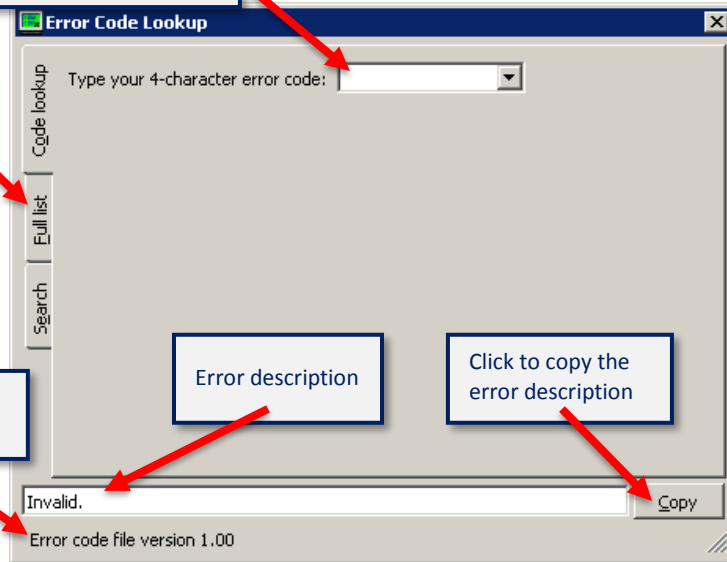 Error Code Lookup
Code lookup
Type your 4-character error code:
Full list
Search
Error description
Click to copy the
error description
Invalid.
Copy
Error code file version 1.00